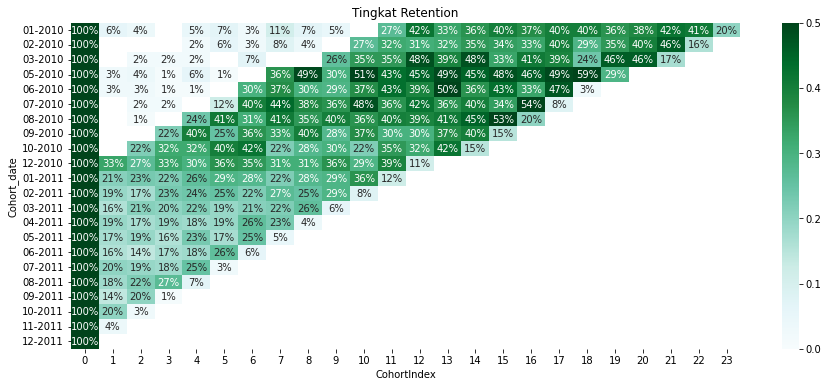 Tingkat Retention
01-2010 100% 6% 4% 5% 7% 3% 11% 7% 5% 27% 42% 33% 36% 40% 37% 40% 40% 36% 38% 42% 41% 20%
02-2010 100% 2% 6% 3% 8% 4% 27% 32% 31% 32% 35% 34% 33% 40% 29% 35% 40% 46% 16%
03-2010 100% 2% 2% 2% 7% 26% 35% 35% 48% 39% 48% 33% 41% 39% 24% 46% 46% 17%
05-2010 100% 3% 4% 1% 6% 1% 36% 49% 30% 51% 43% 45% 49% 45% 48% 46% 49% 59% 29%
06-2010 100% 3% 3% 1% 1% 30% 37% 30% 29% 37% 43% 39% 50% 36% 43% 33% 47% 3%
07-2010 100% 2% 2% 12% 40% 44% 38% 36% 48% 36% 42% 36% 40% 34% 54% 8%
08-2010 100% 1% 24% 41% 31% 41% 35% 40% 36% 40% 39% 41% 45% 53% 20%
09-2010 100% 22% 40% 25% 36% 33% 40% 28% 37% 30% 30% 37% 40% 15%
10-2010 100% 22% 32% 32% 40% 42% 22% 28% 30% 22% 35% 32% 42% 15%
12-2010 100% 33% 27% 33% 30% 36% 35% 31% 31% 36% 29% 39% 11%
01-2011 100% 21% 23% 22% 26% 29% 28% 22% 28% 29% 36% 12%
02-2011 100% 19% 17% 23% 24% 25% 22% 27% 25% 29% 8%
03-2011 100% 16% 21% 20% 22% 19% 21% 22% 26% 6%
04-2011 100% 19% 17% 19% 18% 19% 26% 23% 4%
05-2011 100% 17% 19% 16% 23% 17% 25% 5%
06-2011 100% 16% 14% 17% 18% 26% 6%
07-2011 100% 20% 19% 18% 25% 3%
08-2011 100% 18% 22% 27% 7%
09-2011 100% 14% 20% 1%
10-2011 100% 20% 3%
11-2011 100% 4%
12-2011 100%
0 1 2 3 4 5 6 7 8 9 10 11 12 13 14 15 16 17 18 19 20 21 22 23
CohortIndex
Cohort_date
0.5
0.4
0.3
0.2
0.1
0.0